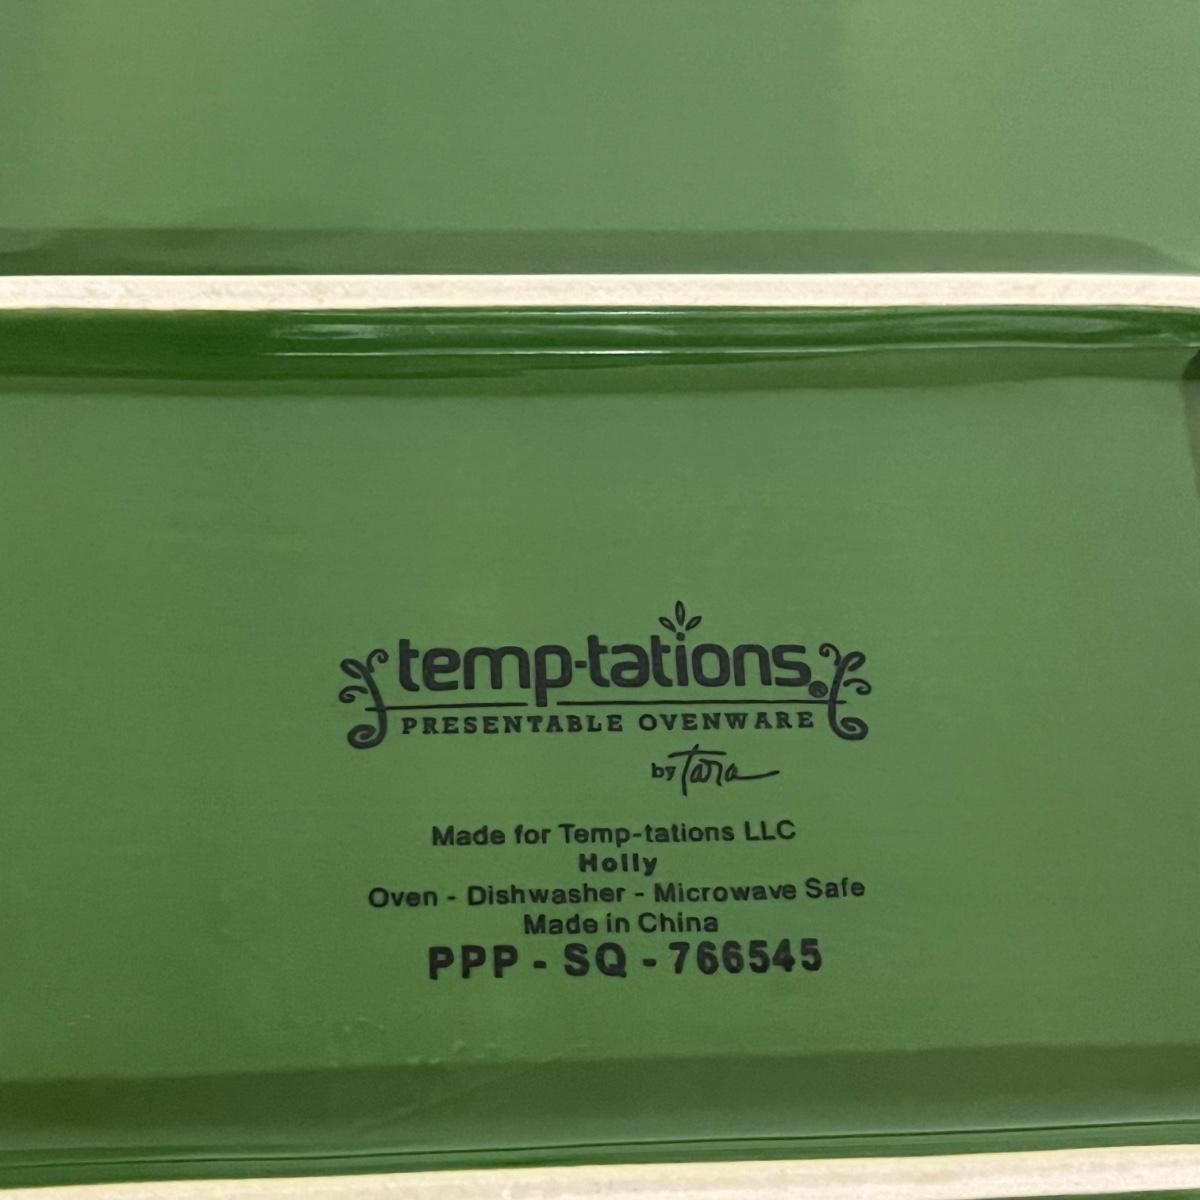 temp-tations®
PRESENTABLE OVENWARE
by Tara
Made for Temp-tations LLC
Holly
Oven - Dishwasher - Microwave Safe
Made in China
PPP - SQ - 766545